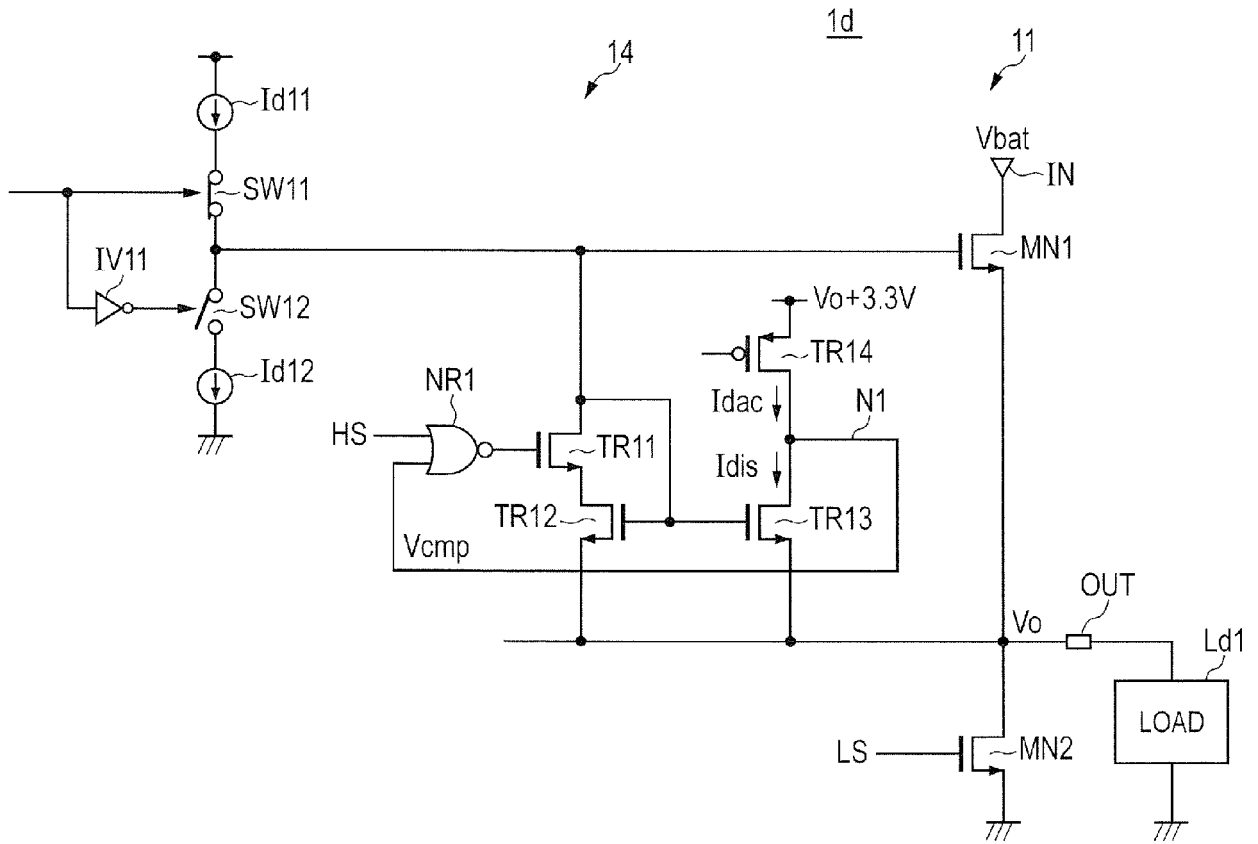 1d
14
11
Id11
Vbat
IN
SW11
MN1
IV11
SW12
Vo+3.3V
TR14
Id12
NR1
Idac
N1
HS
TR11
Idis
TR12
TR13
Vcmp
OUT
Vo
Ld1
LOAD
LS
MN2